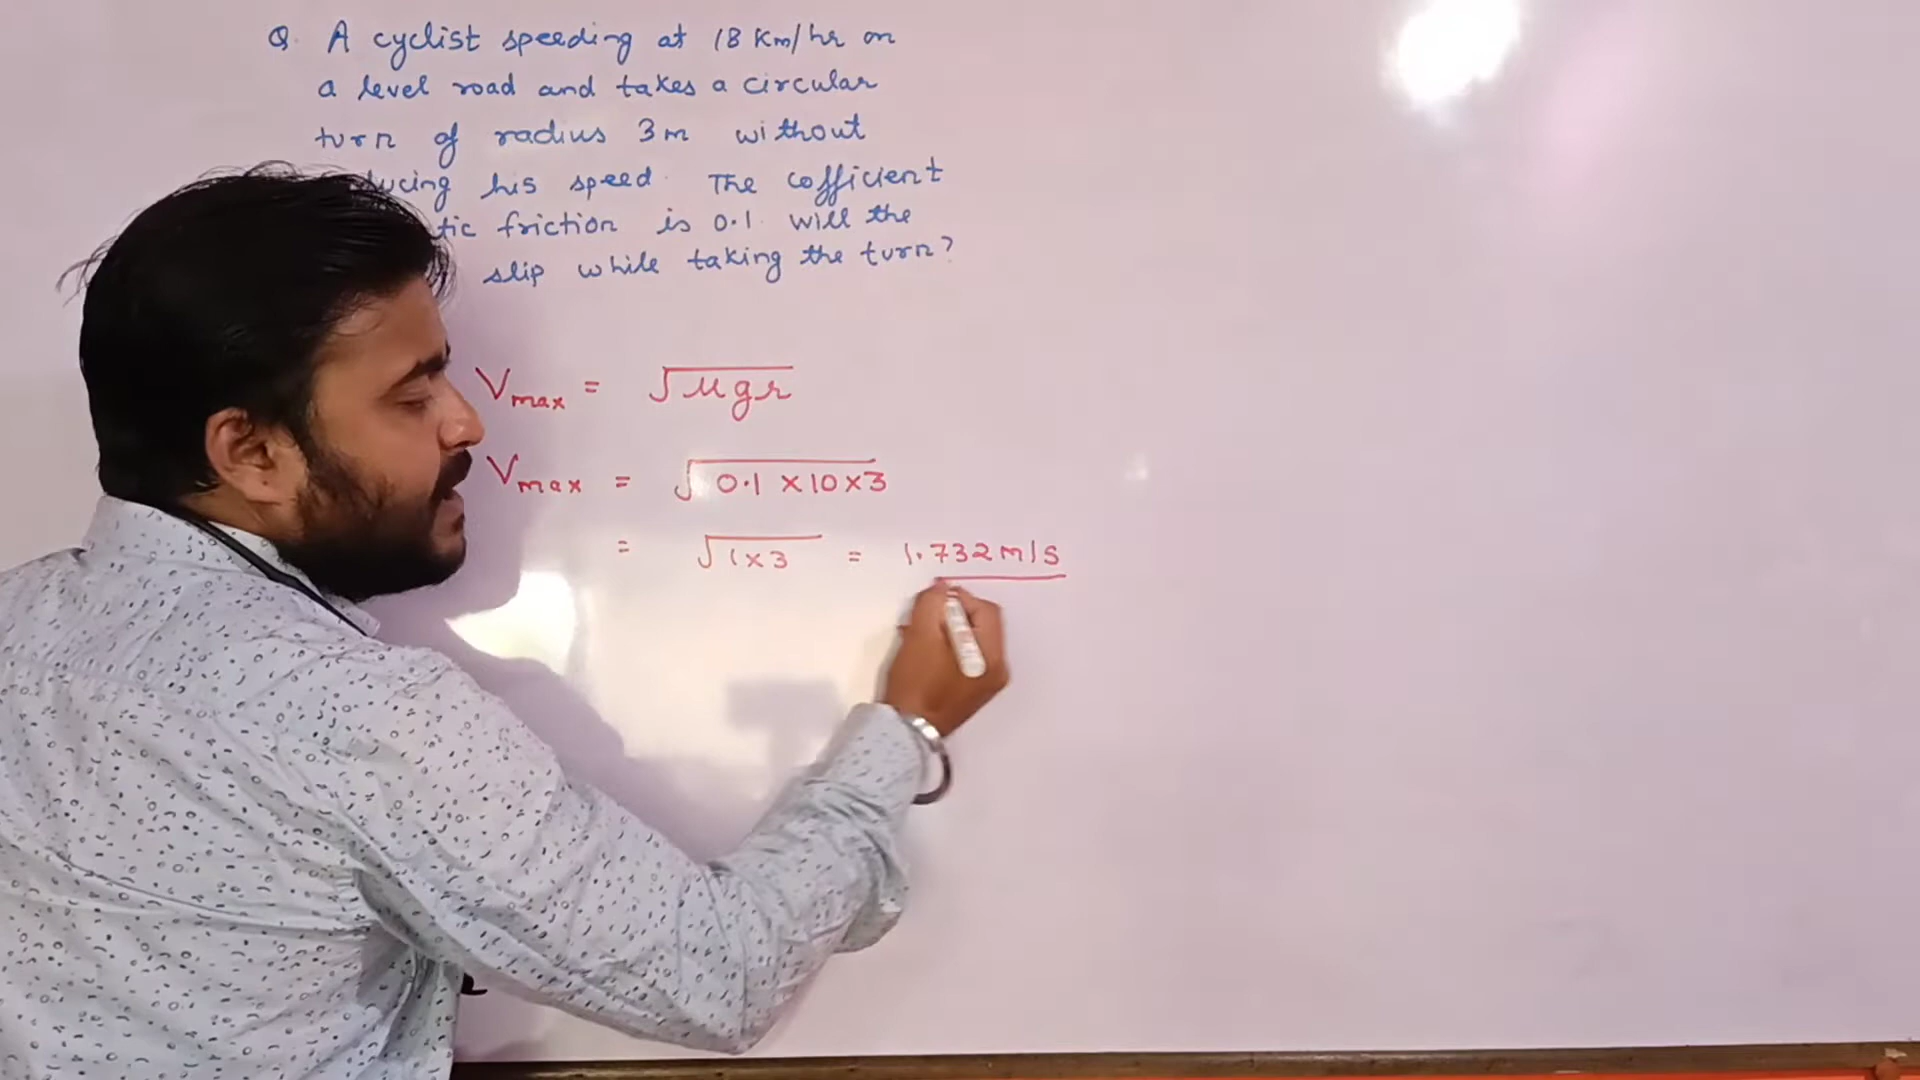 Q. A cyclist speeding at 18 Km/hr on
a level road and takes a circular
turn of radius 3m without
ucing his speed. The cofficient
tic friction is 0.1. will the
slip while taking the turn?
Vmax = √μgr
Vmax = √0.1 × 10 × 3
= √1 × 3 = 1.732 m/s